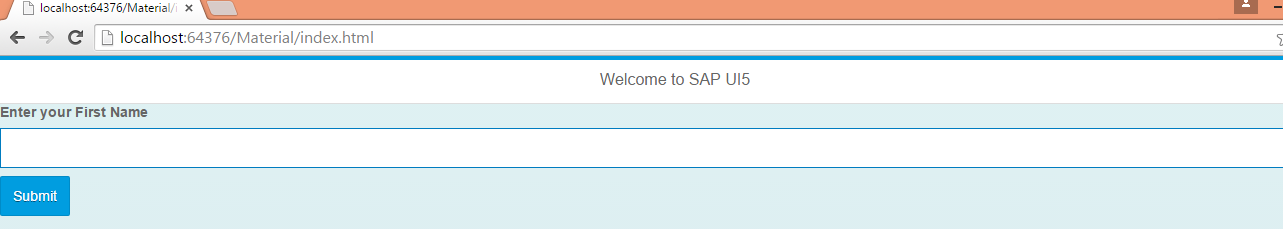 localhost:64376/Material/i
localhost:64376/Material/index.html
Welcome to SAP UI5
Enter your First Name
Submit